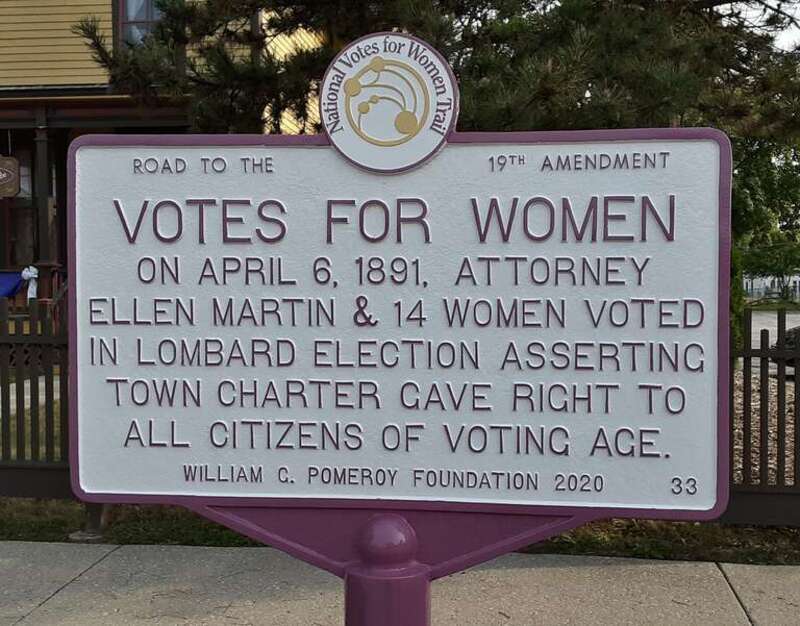 National Votes for Women Trail
ROAD TO THE 19TH AMENDMENT
VOTES FOR WOMEN
ON APRIL 6, 1891, ATTORNEY
ELLEN MARTIN & 14 WOMEN VOTED
IN LOMBARD ELECTION ASSERTING
TOWN CHARTER GAVE RIGHT TO
ALL CITIZENS OF VOTING AGE.
WILLIAM G. POMEROY FOUNDATION 2020 33